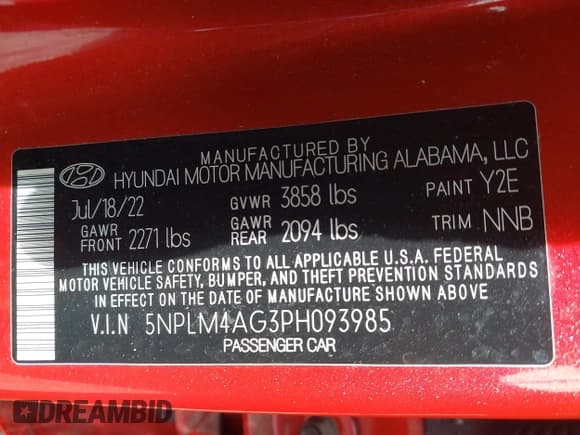 MANUFACTURED BY
HYUNDAI MOTOR MANUFACTURING ALABAMA, LLC
Jul/18/22 GVWR 3858 lbs PAINT Y2E
GAWR FRONT 2271 lbs GAWR REAR 2094 lbs TRIM NNB
THIS VEHICLE CONFORMS TO ALL APPLICABLE U.S.A. FEDERAL
MOTOR VEHICLE SAFETY, BUMPER, AND THEFT PREVENTION STANDARDS
IN EFFECT ON THE DATE OF MANUFACTURE SHOWN ABOVE
V.I.N 5NPLM4AG3PH093985
PASSENGER CAR
DREAMBID